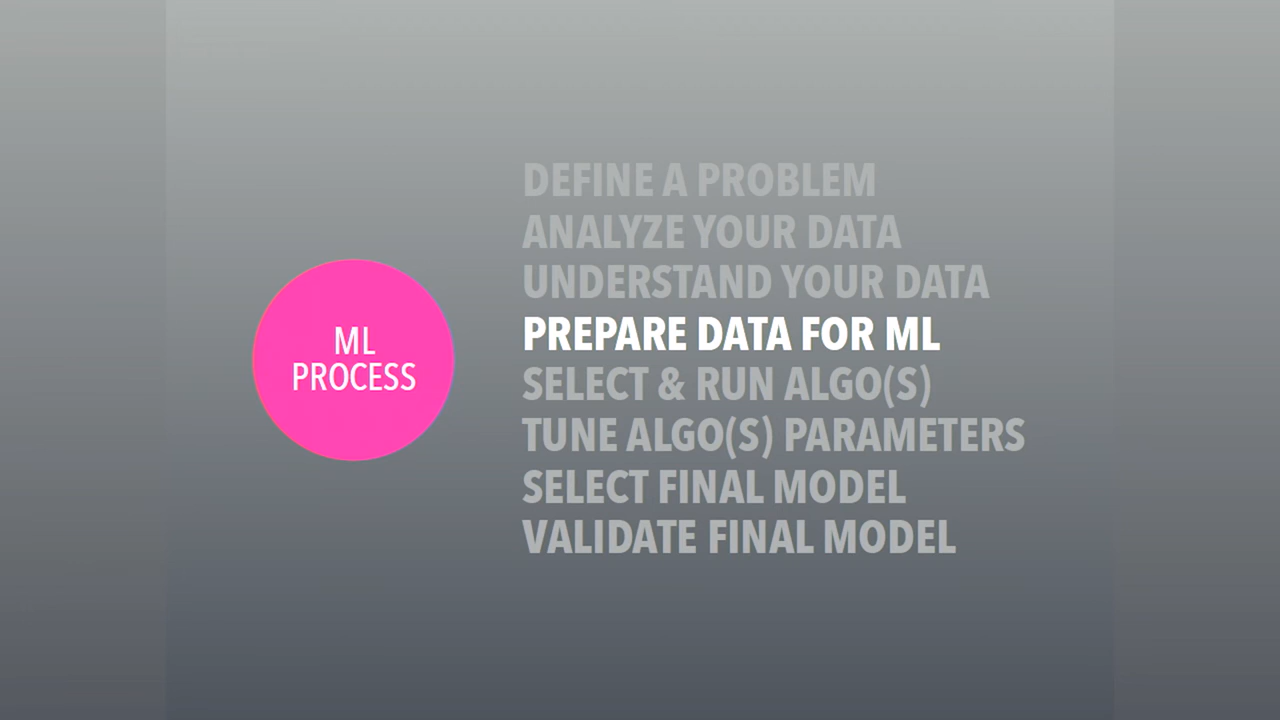 ML
PROCESS
DEFINE A PROBLEM
ANALYZE YOUR DATA
UNDERSTAND YOUR DATA
PREPARE DATA FOR ML
SELECT & RUN ALGO(S)
TUNE ALGO(S) PARAMETERS
SELECT FINAL MODEL
VALIDATE FINAL MODEL